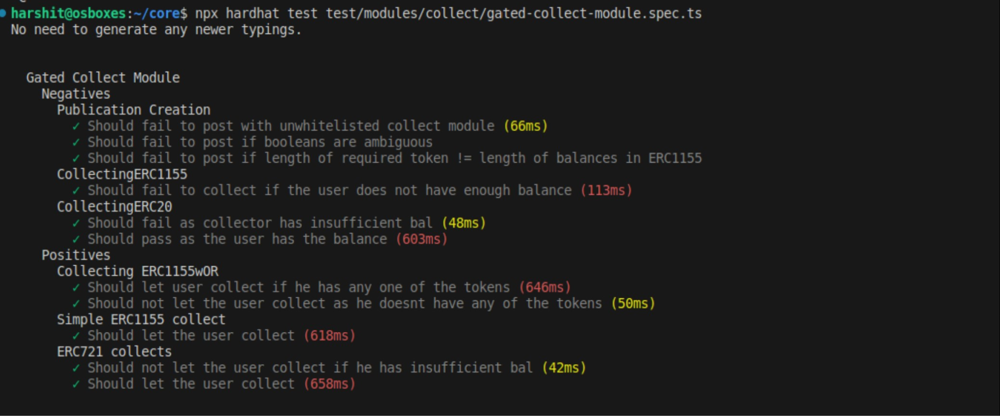 harshit@osboxes:~/core$ npx hardhat test test/modules/collect/gated-collect-module.spec.ts
No need to generate any newer typings.
Gated Collect Module
Negatives
Publication Creation
✓ Should fail to post with unwhitelisted collect module (66ms)
✓ Should fail to post if booleans are ambiguous
✓ Should fail to post if length of required token != length of balances in ERC1155
CollectingERC1155
✓ Should fail to collect if the user does not have enough balance (113ms)
CollectingERC20
✓ Should fail as collector has insufficient bal (48ms)
✓ Should pass as the user has the balance (603ms)
Positives
Collecting ERC1155wOR
✓ Should let user collect if he has any one of the tokens (646ms)
✓ Should not let the user collect as he doesnt have any of the tokens (50ms)
Simple ERC1155 collect
✓ Should let the user collect (618ms)
ERC721 collects
✓ Should not let the user collect if he has insufficient bal (42ms)
✓ Should let the user collect (658ms)